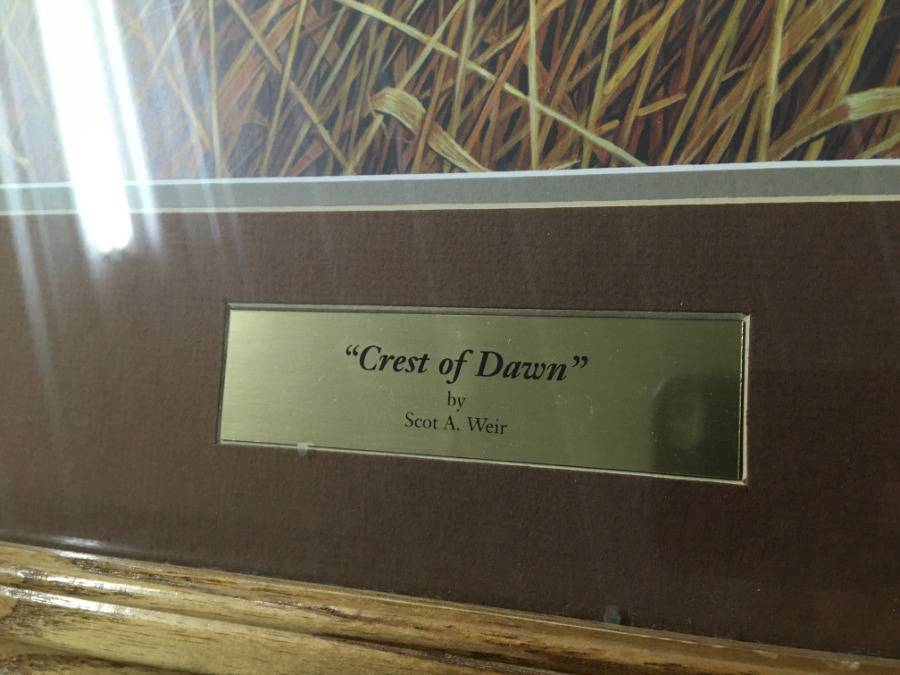 “Crest of Dawn”
by
Scot A. Weir